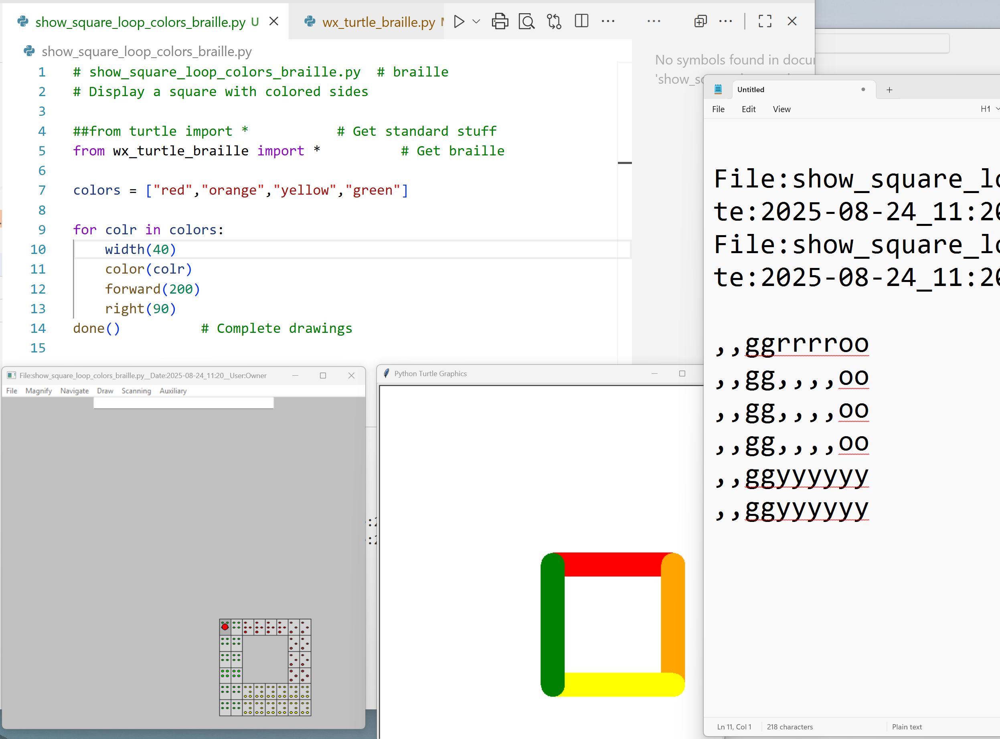 show_square_loop_colors_braille.py U
wx_turtle_braille.py
show_square_loop_colors_braille.py
1 # show_square_loop_colors_braille.py  # braille
2 # Display a square with colored sides
3
4 ##from turtle import *           # Get standard stuff
5 from wx_turtle_braille import *          # Get braille
6
7 colors = ["red","orange","yellow","green"]
8
9 for colr in colors:
10     width(40)
11     color(colr)
12     forward(200)
13     right(90)
14 done()          # Complete drawings
15
No symbols found in docu
'show_s
Untitled
File Edit View H1
File:show_square_lo
te:2025-08-24_11:20
File:show_square_lo
te:2025-08-24_11:20
,,ggrrrroo
,,gg,,,,oo
,,gg,,,,oo
,,gg,,,,oo
,,ggyyyyyy
,,ggyyyyyy
Ln 11, Col 1 218 characters Plain text
File:show_square_loop_colors_braille.py__Date:2025-08-24_11:20__User:Owner
File Magnify Navigate Draw Scanning Auxiliary
Python Turtle Graphics